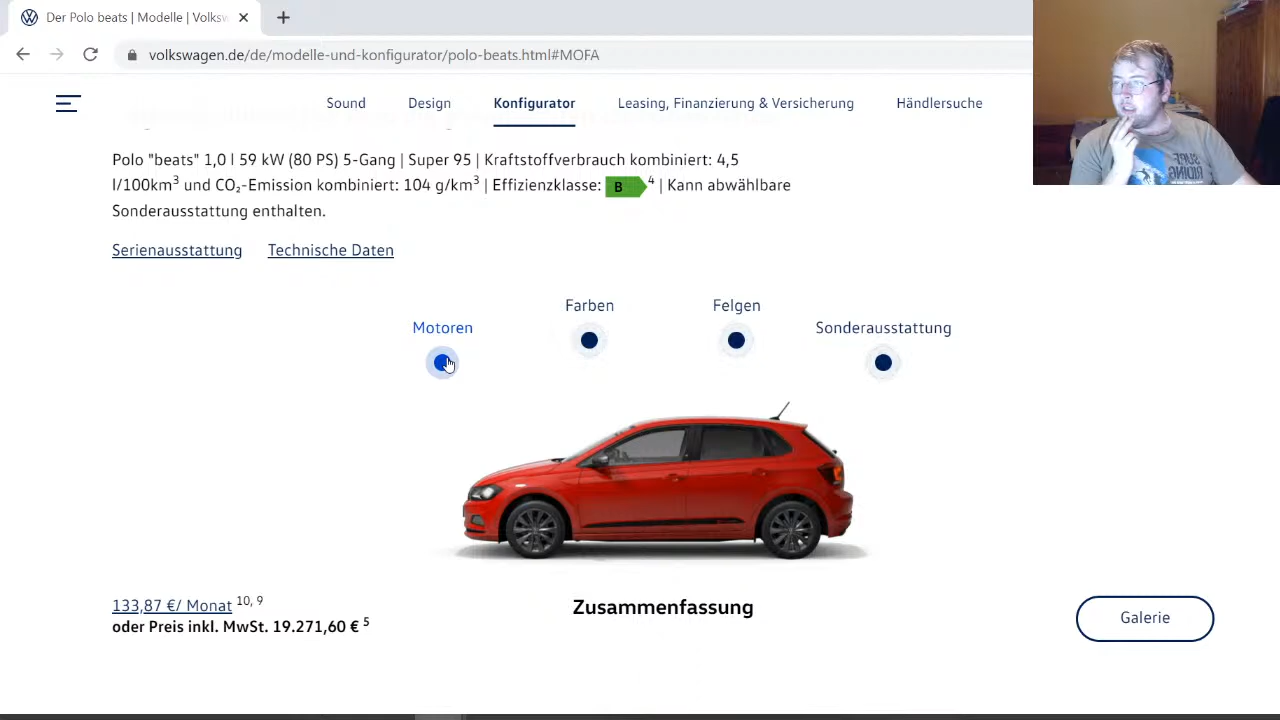 Der Polo beats | Modelle | Volksw
volkswagen.de/de/modelle-und-konfigurator/polo-beats.html#MOFA
Sound Design Konfigurator Leasing, Finanzierung & Versicherung Händlersuche
Polo "beats" 1,0 l 59 kW (80 PS) 5-Gang | Super 95 | Kraftstoffverbrauch kombiniert: 4,5
l/100km³ und CO₂-Emission kombiniert: 104 g/km³ | Effizienzklasse: B ⁴ | Kann abwählbare
Sonderausstattung enthalten.
Serienausstattung Technische Daten
Farben Felgen
Motoren Sonderausstattung
133,87 €/ Monat ¹⁰, ⁹
Zusammenfassung
oder Preis inkl. MwSt. 19.271,60 € ⁵
Galerie
SURF
RIDING